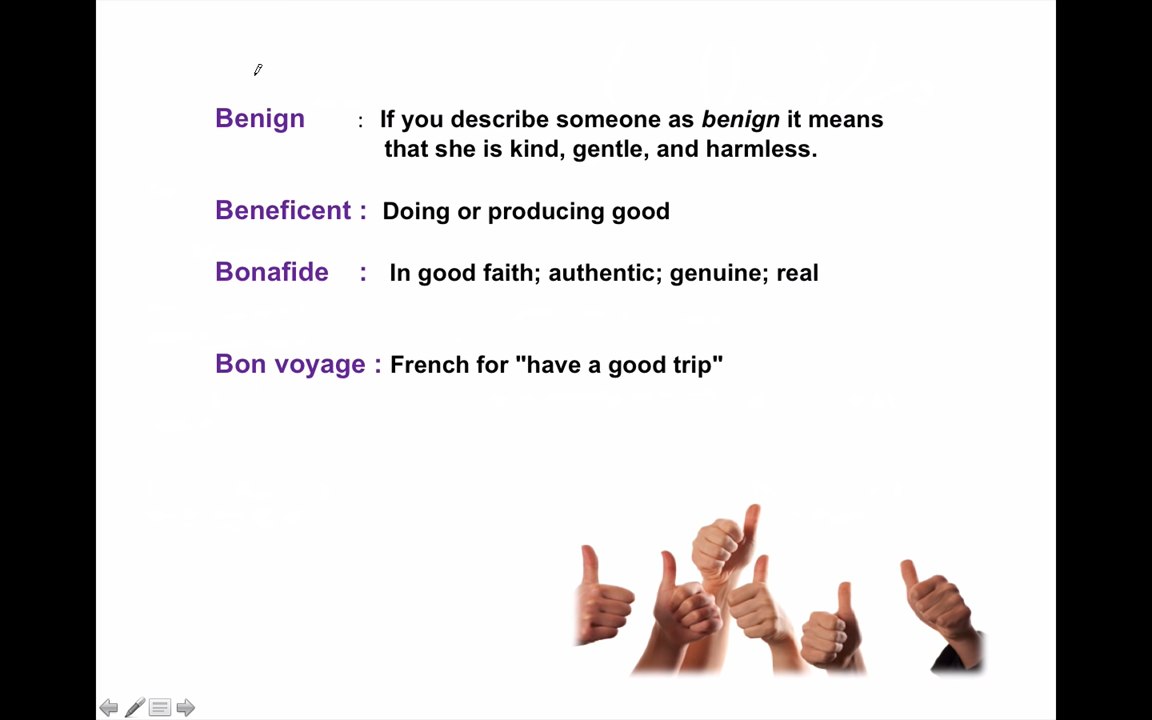 Benign : If you describe someone as benign it means
that she is kind, gentle, and harmless.
Beneficent : Doing or producing good
Bonafide : In good faith; authentic; genuine; real
Bon voyage : French for "have a good trip"